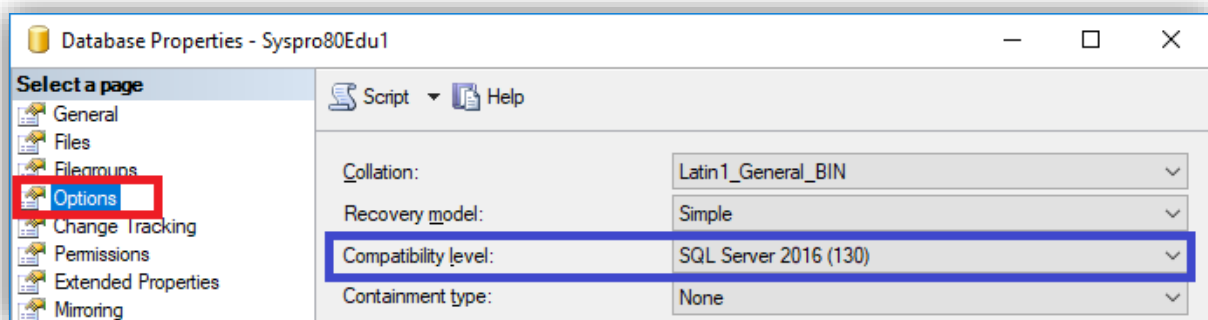 Database Properties - Syspro80Edu1
Select a page
General
Files
Filegroups
Options
Change Tracking
Permissions
Extended Properties
Mirroring
Script
Help
Collation:
Latin1_General_BIN
Recovery model:
Simple
Compatibility level:
SQL Server 2016 (130)
Containment type:
None